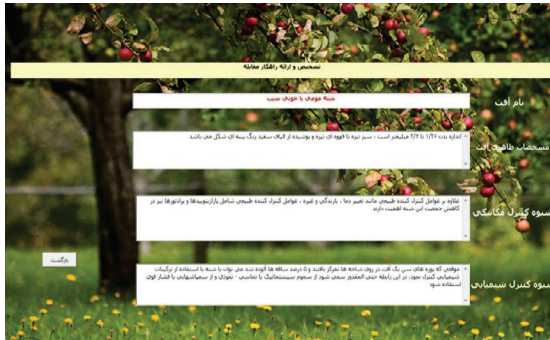 تشخیص و ارائه راهکار مقابله
نام آفت
شته مومی یا خونی سیب
مشخصات ظاهری آفت
اندازه بدن ۱/۲۶ تا ۲/۴ میلیمتر است ، سبز تیره تا قهوه ای تیره و پوشیده از الیاف سفید رنگ پنبه ای شکل می باشد
شیوه کنترل مکانیکی
علاوه بر عوامل کنترل کننده طبیعی مانند تغییر دما ، بارندگی و غیره ، عوامل کنترل کننده طبیعی شامل پارازیتوییدها و پرداتورها نیز در
کاهش جمعیت این شته اهمیت دارند
بازگشت
شیوه کنترل شیمیایی
موقعی که پوره های سن یک آفت در روی شاخه ها تمرکز یافتند و ۵ درصد ساقه ها آلوده شد می توان با شته با استفاده از ترکیبات
شیمیایی کنترل نمود. در این رابطه حتی المقدور سعی شود از سموم سیستماتیک یا تماسی - نفوذی و از سمپاشهایی با فشار قوی
استفاده شود